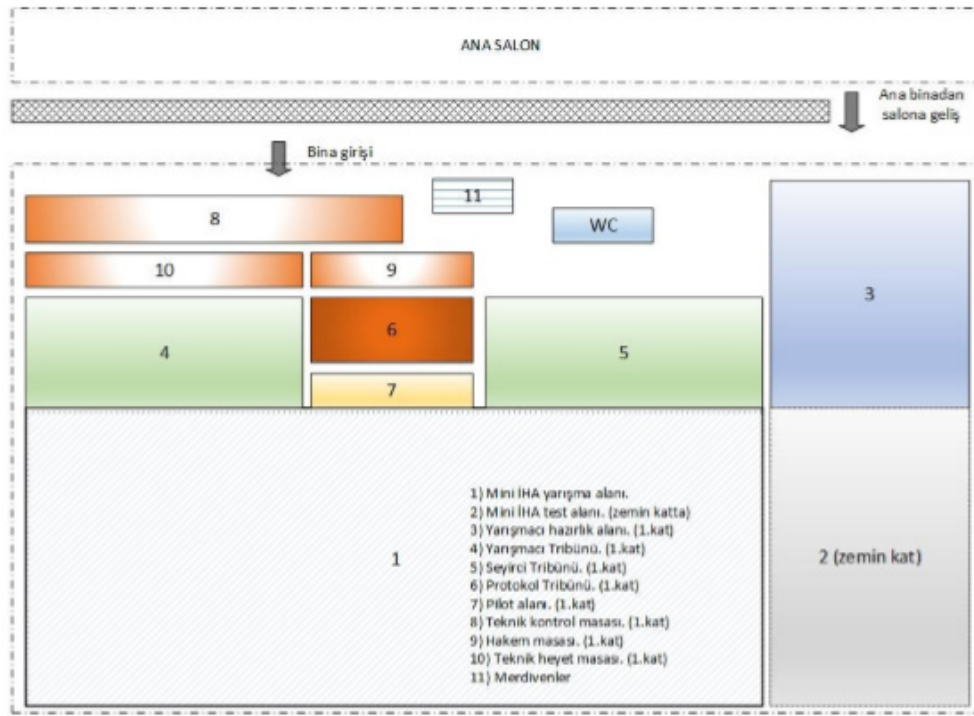 ANA SALON
Ana binadan
salona geliş
Bina girişi
11
8
WC
10
9
3
6
4
5
7
1) Mini İHA yarışma alanı.
2) Mini İHA test alanı. (zemin katta)
3) Yarışmacı hazırlık alanı. (1.kat)
4) Yarışmacı Tribünü. (1.kat)
5) Seyirci Tribünü. (1.kat)
6) Protokol Tribünü. (1.kat)
7) Pilot alanı. (1.kat)
8) Teknik kontrol masası. (1.kat)
9) Hakem masası. (1.kat)
10) Teknik heyet masası. (1.kat)
11) Merdivenler
1
2 (zemin kat)